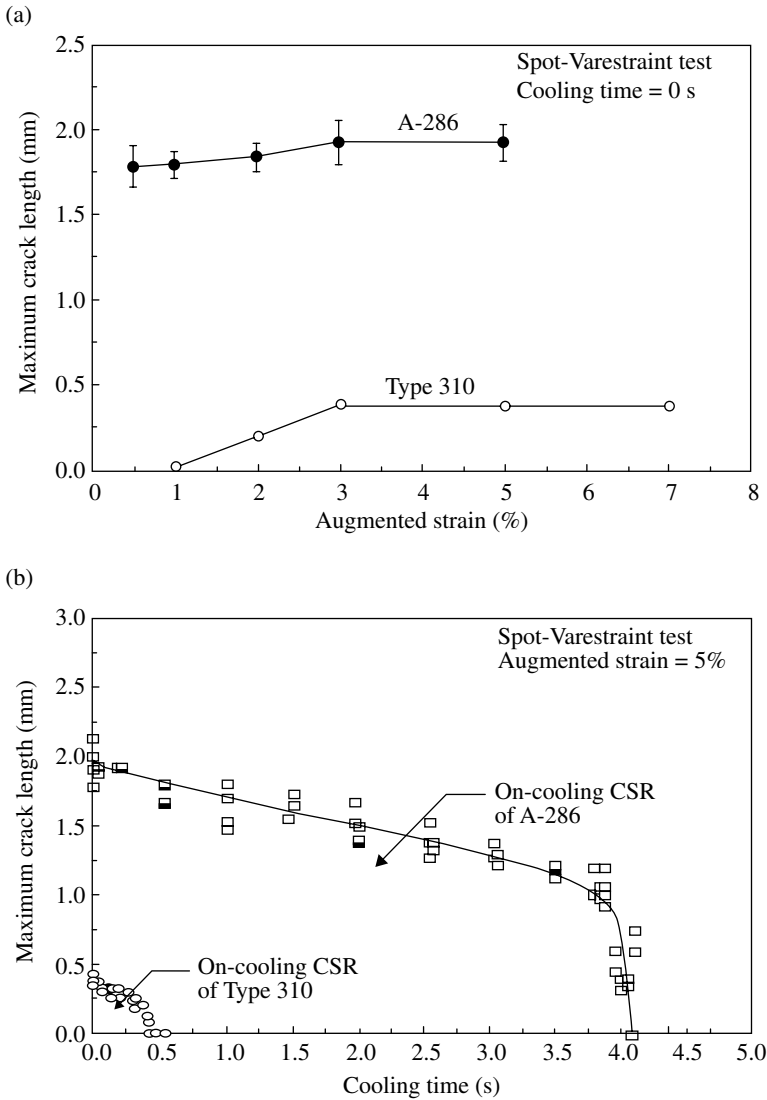 (a)
2.5
2.0
1.5
1.0
0.5
0.0
Maximum crack length (mm)
Spot-Varestraint test
Cooling time = 0 s
A-286
Type 310
0 1 2 3 4 5 6 7 8
Augmented strain (%)
(b)
3.0
2.5
2.0
1.5
1.0
0.5
0.0
Maximum crack length (mm)
Spot-Varestraint test
Augmented strain = 5%
On-cooling CSR
of A-286
On-cooling CSR
of Type 310
0.0 0.5 1.0 1.5 2.0 2.5 3.0 3.5 4.0 4.5 5.0
Cooling time (s)